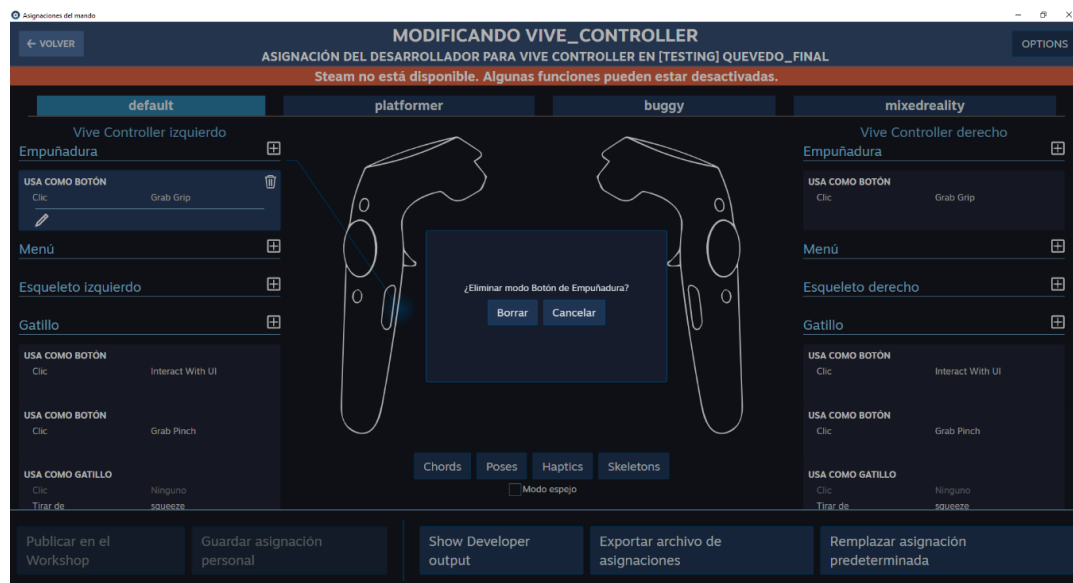 Asignaciones del mando
← VOLVER
MODIFICANDO VIVE_CONTROLLER
ASIGNACIÓN DEL DESARROLLADOR PARA VIVE CONTROLLER EN [TESTING] QUEVEDO_FINAL
OPTIONS
Steam no está disponible. Algunas funciones pueden estar desactivadas.
default
platformer
buggy
mixedreality
Vive Controller izquierdo
Empuñadura
USA COMO BOTÓN
Clic Grab Grip
Menú
Esqueleto izquierdo
Gatillo
USA COMO BOTÓN
Clic Interact With UI
USA COMO BOTÓN
Clic Grab Pinch
USA COMO GATILLO
Clic Ninguno
Tirar de squeeze
¿Eliminar modo Botón de Empuñadura?
Borrar Cancelar
Chords Poses Haptics Skeletons
Modo espejo
Vive Controller derecho
Empuñadura
USA COMO BOTÓN
Clic Grab Grip
Menú
Esqueleto derecho
Gatillo
USA COMO BOTÓN
Clic Interact With UI
USA COMO BOTÓN
Clic Grab Pinch
USA COMO GATILLO
Clic Ninguno
Tirar de squeeze
Publicar en el
Workshop
Guardar asignación
personal
Show Developer
output
Exportar archivo de
asignaciones
Remplazar asignación
predeterminada